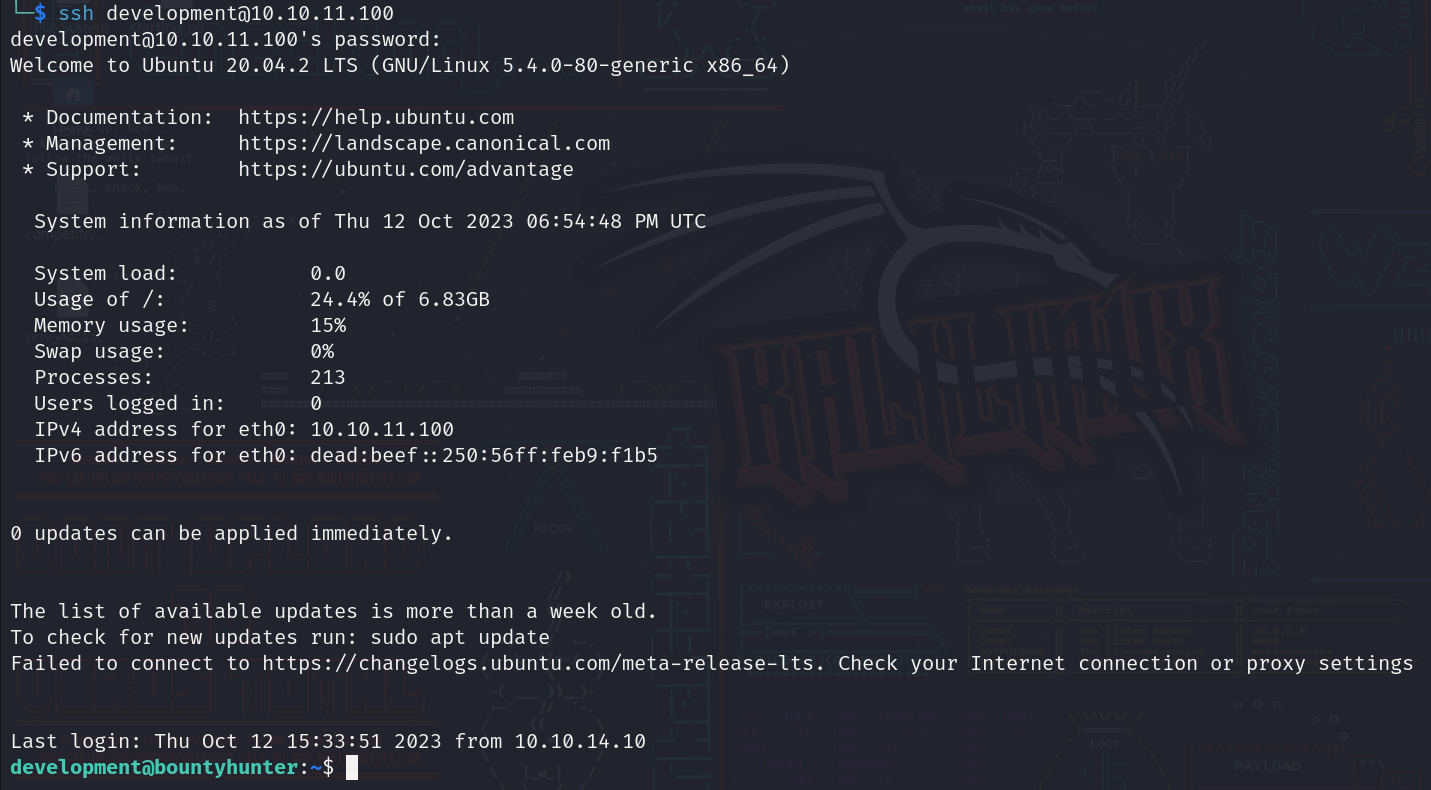 └─$ ssh development@10.10.11.100
development@10.10.11.100's password:
Welcome to Ubuntu 20.04.2 LTS (GNU/Linux 5.4.0-80-generic x86_64)
* Documentation:  https://help.ubuntu.com
* Management:     https://landscape.canonical.com
* Support:        https://ubuntu.com/advantage
System information as of Thu 12 Oct 2023 06:54:48 PM UTC
System load:           0.0
Usage of /:            24.4% of 6.83GB
Memory usage:          15%
Swap usage:            0%
Processes:             213
Users logged in:       0
IPv4 address for eth0: 10.10.11.100
IPv6 address for eth0: dead:beef::250:56ff:feb9:f1b5
0 updates can be applied immediately.
The list of available updates is more than a week old.
To check for new updates run: sudo apt update
Failed to connect to https://changelogs.ubuntu.com/meta-release-lts. Check your Internet connection or proxy settings
Last login: Thu Oct 12 15:33:51 2023 from 10.10.14.10
development@bountyhunter:~$
KALI LINUX
RECON
EXPLOIT
LOOT
PAYLOAD